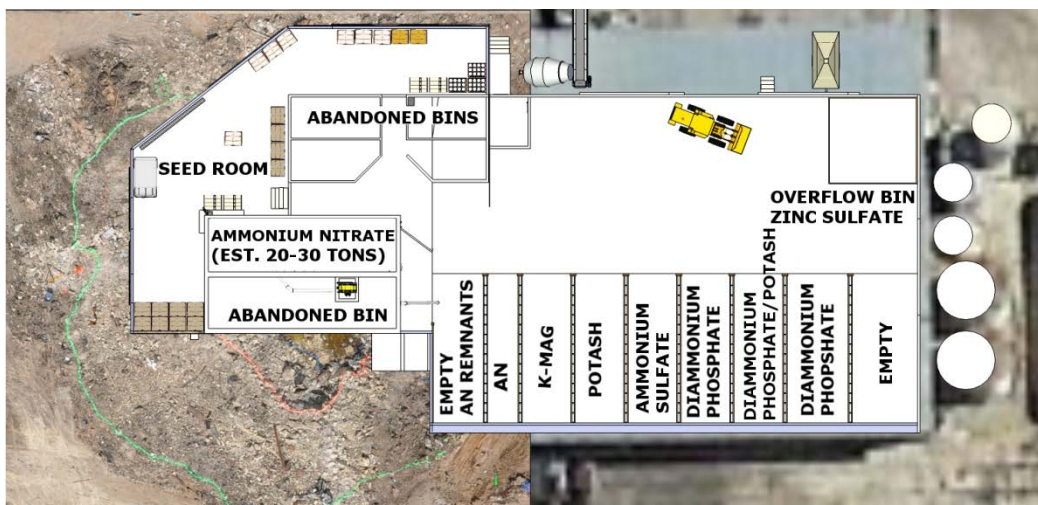 ABANDONED BINS
SEED ROOM
OVERFLOW BIN
ZINC SULFATE
AMMONIUM NITRATE
(EST. 20-30 TONS)
ABANDONED BIN
EMPTY
AN REMNANTS
AN
K-MAG
POTASH
AMMONIUM
SULFATE
DIAMMONIUM
PHOSPHATE
DIAMMONIUM
PHOSPHATE/POTASH
DIAMMONIUM
PHOPSHATE
EMPTY